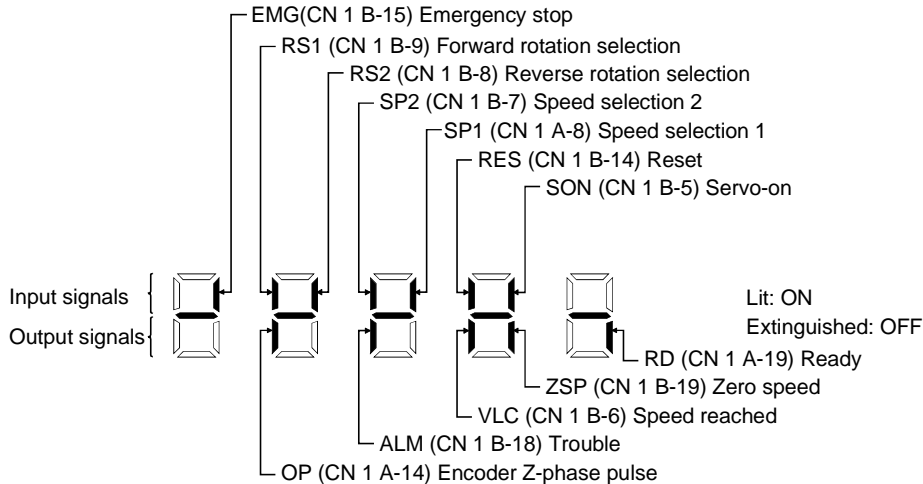 EMG(CN 1 B-15) Emergency stop
RS1 (CN 1 B-9) Forward rotation selection
RS2 (CN 1 B-8) Reverse rotation selection
SP2 (CN 1 B-7) Speed selection 2
SP1 (CN 1 A-8) Speed selection 1
RES (CN 1 B-14) Reset
SON (CN 1 B-5) Servo-on
Input signals
Lit: ON
Output signals
Extinguished: OFF
RD (CN 1 A-19) Ready
ZSP (CN 1 B-19) Zero speed
VLC (CN 1 B-6) Speed reached
ALM (CN 1 B-18) Trouble
OP (CN 1 A-14) Encoder Z-phase pulse